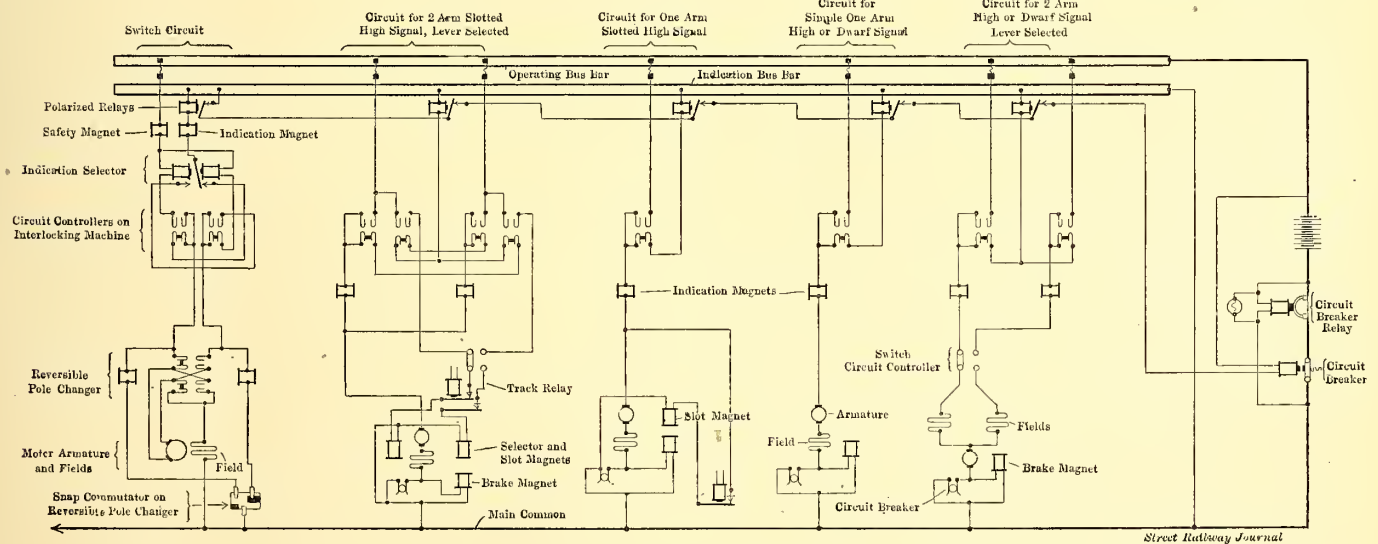 Switch Circuit
Circuit for 2 Arm Slotted
High Signal, Lever Selected
Circuit for One Arm
Slotted High Signal
Circuit for
Simple One Arm
High or Dwarf Signal
Circuit for 2 Arm
High or Dwarf Signal
Lever Selected
Operating Bus Bar
Indication Bus Bar
Polarized Relays
Safety Magnet
Indication Magnet
Indication Selector
Circuit Controllers on
Interlocking Machine
Indication Magnets
Circuit
Breaker
Relay
Circuit
Breaker
Switch
Circuit Controller
Reversible
Pole Changer
Track Relay
Slot Magnet
Armature
Field
Fields
Motor Armature
and Fields
Field
Selector and
Slot Magnets
Brake Magnet
Brake Magnet
Circuit Breaker
Snap Commutator on
Reversible Pole Changer
Main Common
Street Railway Journal